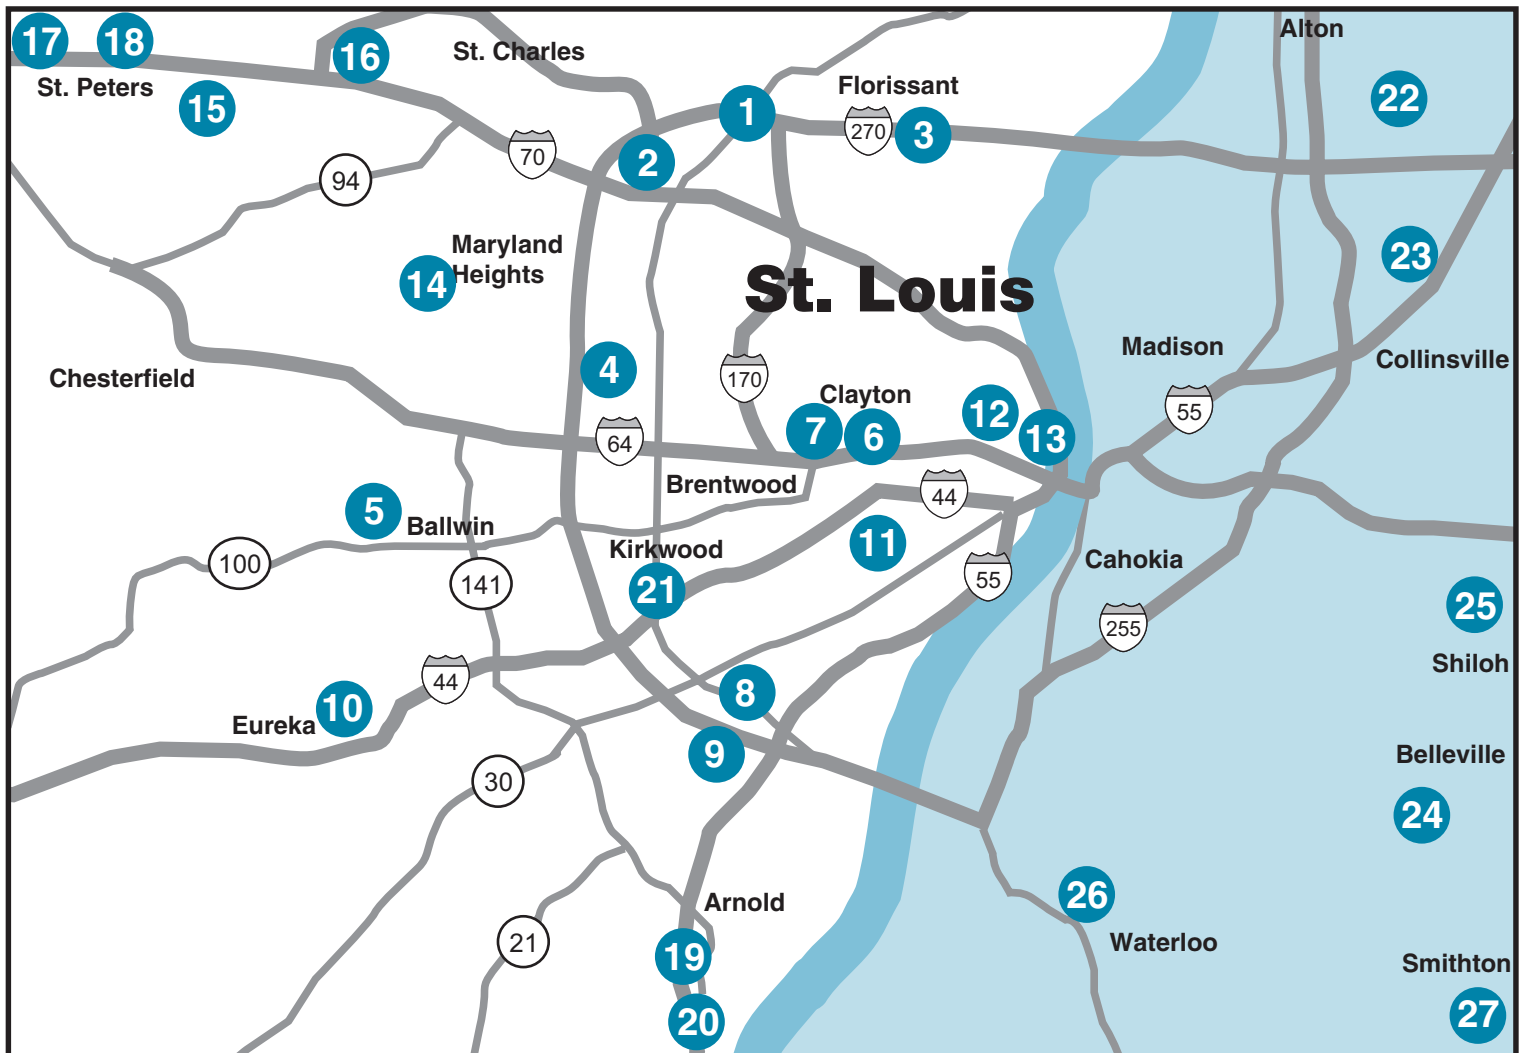 Alton
17
18
16
St. Charles
St. Peters
15
1
Florissant
270
3
22
70
2
94
Maryland
Heights
14
23
St. Louis
Madison
Collinsville
Chesterfield
4
170
Clayton
12
55
7
6
13
64
Brentwood
44
5
Ballwin
11
Kirkwood
100
141
21
55
Cahokia
25
255
Shiloh
44
8
10
Eureka
9
Belleville
30
24
26
Arnold
21
Waterloo
19
Smithton
20
27